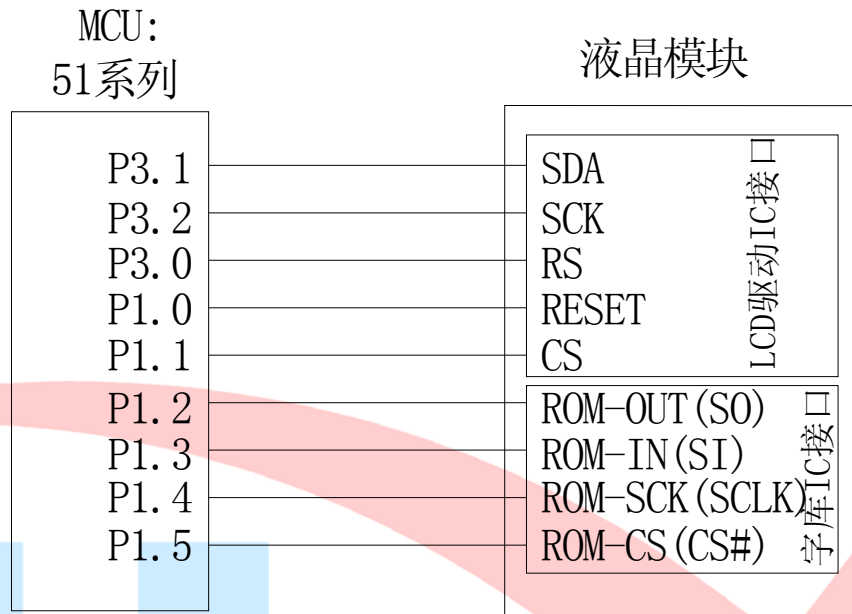 MCU:
51系列
液晶模块
P3.1
P3.2
P3.0
P1.0
P1.1
P1.2
P1.3
P1.4
P1.5
SDA
SCK
RS
RESET
CS
LCD驱动IC接口
ROM-OUT(SO)
ROM-IN(SI)
ROM-SCK(SCLK)
ROM-CS(CS#)
字库IC接口